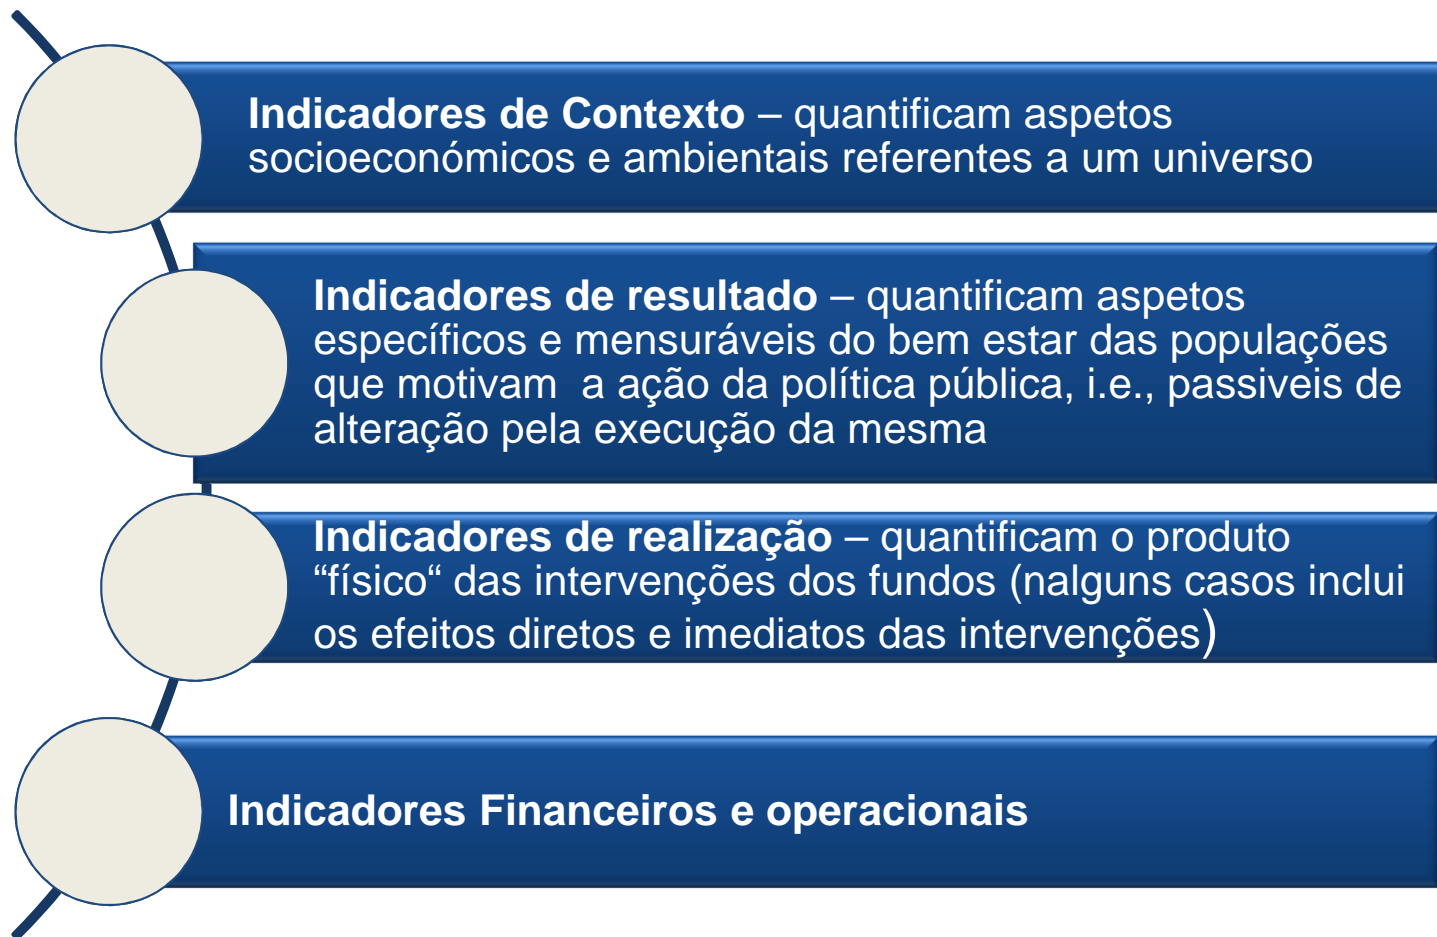 Indicadores de Contexto – quantificam aspetos
socioeconómicos e ambientais referentes a um universo
Indicadores de resultado – quantificam aspetos
específicos e mensuráveis do bem estar das populações
que motivam  a ação da política pública, i.e., passiveis de
alteração pela execução da mesma
Indicadores de realização – quantificam o produto
“físico“ das intervenções dos fundos (nalguns casos inclui
os efeitos diretos e imediatos das intervenções)
Indicadores Financeiros e operacionais